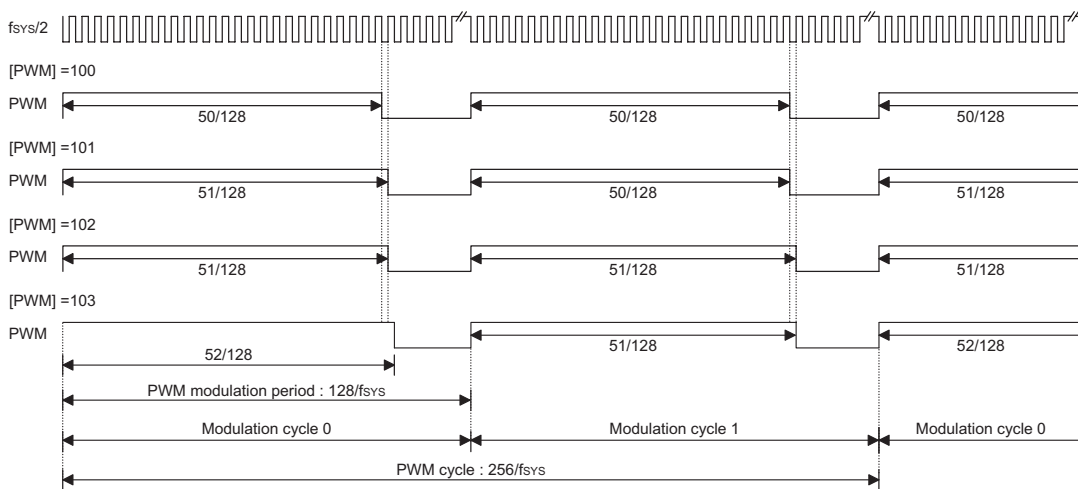 fSYS/2
[PWM] =100
PWM
50/128 50/128 50/128
[PWM] =101
PWM
51/128 50/128 51/128
[PWM] =102
PWM
51/128 51/128 51/128
[PWM] =103
PWM
52/128 51/128 52/128
PWM modulation period : 128/fSYS
Modulation cycle 0 Modulation cycle 1 Modulation cycle 0
PWM cycle : 256/fSYS